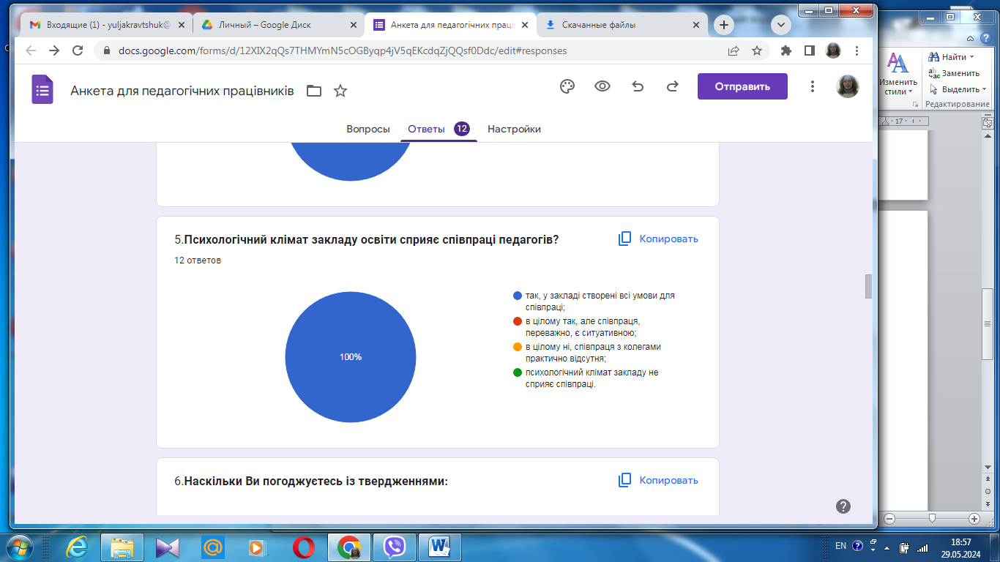 Входящие (1) - yuljakravtshuk@
Личный – Google Диск
Анкета для педагогічних праці
Скачанные файлы
docs.google.com/forms/d/12XIX2qQs7THMYmN5cOGByqp4jV5qEKcdqZjQQsf0Ddc/edit#responses
Найти
Заменить
Выделить
Изменить
стили
Редактирование
17
Анкета для педагогічних працівників
Отправить
Вопросы
Ответы 12
Настройки
5.Психологічний клімат закладу освіти сприяє співпраці педагогів?
Копировать
12 ответов
100%
так, у закладі створені всі умови для
співпраці;
в цілому так, але співпраця,
переважно, є ситуативною;
в цілому ні, співпраця з колегами
практично відсутня;
психологічний клімат закладу не
сприяє співпраці.
6.Наскільки Ви погоджуєтесь із твердженнями:
Копировать
EN
18:57
29.05.2024